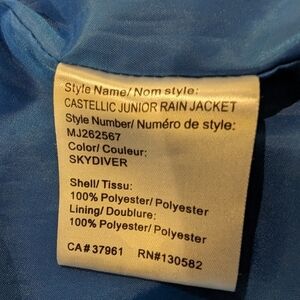 Style Name/ Nom style:
CASTELLIC JUNIOR RAIN JACKET
Style Number/ Numéro de style:
MJ262567
Color/ Couleur:
SKYDIVER
Shell/ Tissu:
100% Polyester/ Polyester
Lining/ Doublure:
100% Polyester/ Polyester
CA# 37961 RN#130582